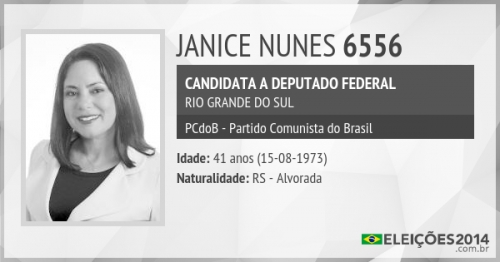 JANICE NUNES 6556
CANDIDATA A DEPUTADO FEDERAL
RIO GRANDE DO SUL
PCdoB - Partido Comunista do Brasil
Idade: 41 anos (15-08-1973)
Naturalidade: RS - Alvorada
ELEIÇÕES2014
.com.br